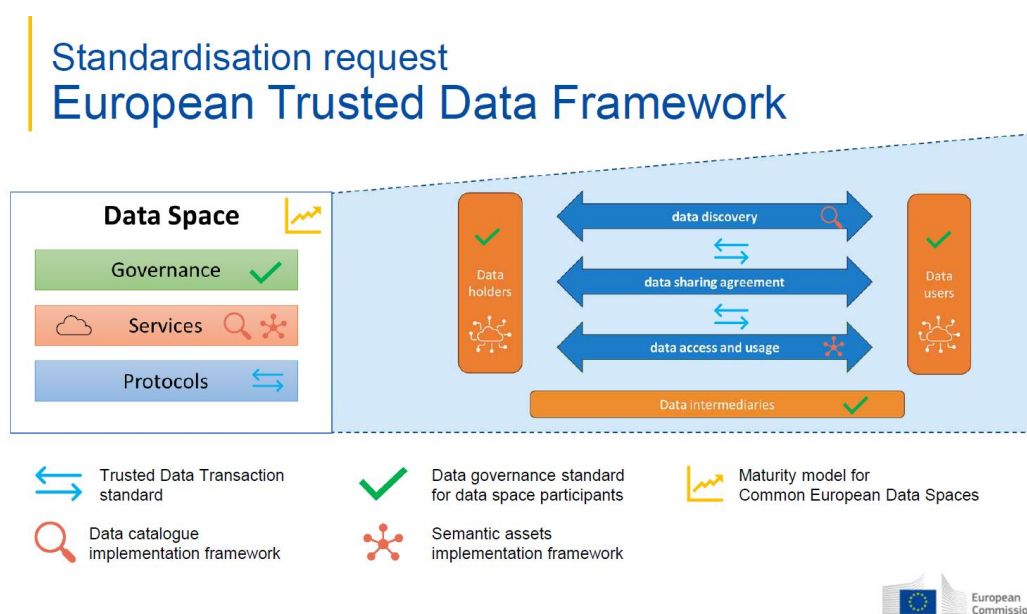 Standardisation request
European Trusted Data Framework
Data Space
Governance
Services
Protocols
Data
holders
data discovery
data sharing agreement
data access and usage
Data
users
Data intermediaries
Trusted Data Transaction
standard
Data governance standard
for data space participants
Maturity model for
Common European Data Spaces
Data catalogue
implementation framework
Semantic assets
implementation framework
European